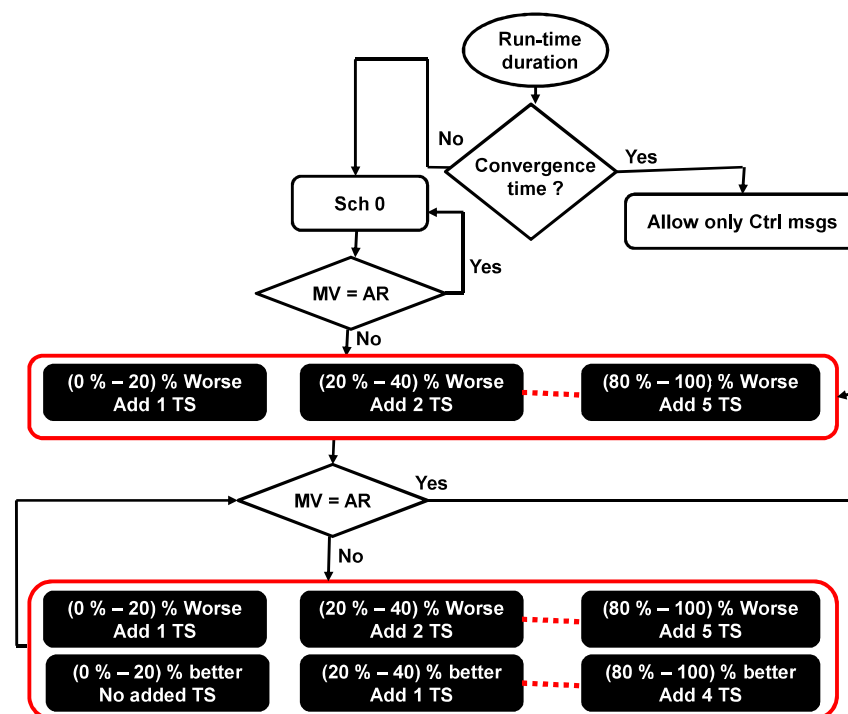 Run-time
duration
No
Convergence
time ?
Yes
Sch 0
Allow only Ctrl msgs
Yes
MV = AR
No
(0 % – 20) % Worse
Add 1 TS
(20 % – 40) % Worse
Add 2 TS
(80 % – 100) % Worse
Add 5 TS
Yes
MV = AR
No
(0 % – 20) % Worse
Add 1 TS
(20 % – 40) % Worse
Add 2 TS
(80 % – 100) % Worse
Add 5 TS
(0 % – 20) % better
No added TS
(20 % – 40) % better
Add 1 TS
(80 % – 100) % better
Add 4 TS